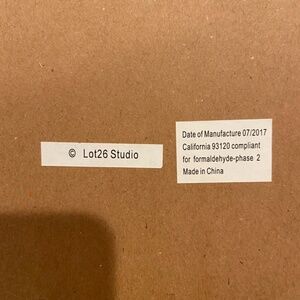 © Lot26 Studio
Date of Manufacture 07/2017
California 93120 compliant
for formaldehyde-phase 2
Made in China